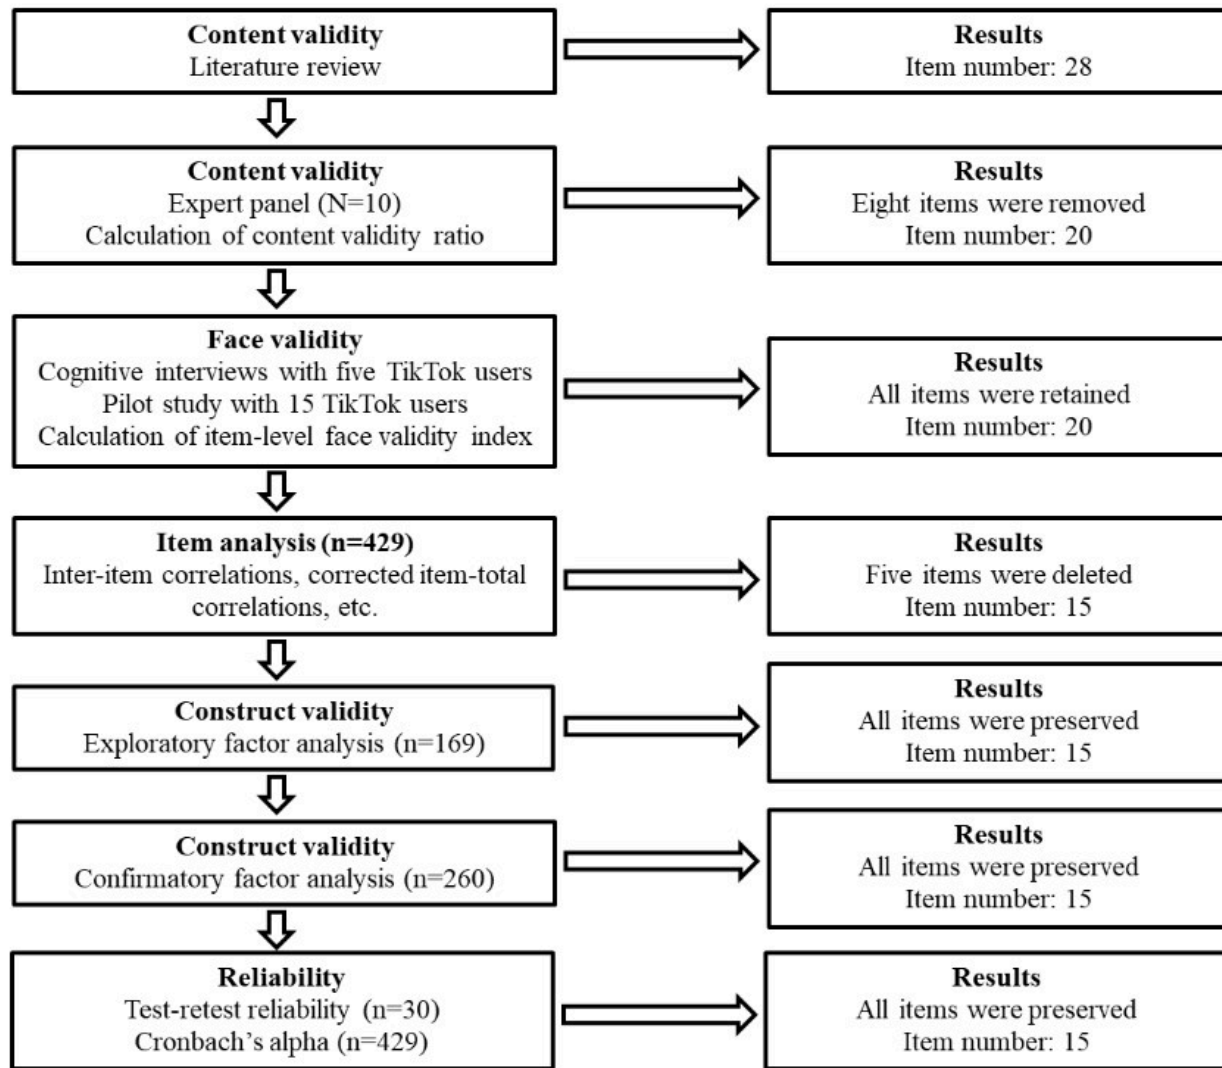 Content validity
Literature review
Results
Item number: 28
Content validity
Expert panel (N=10)
Calculation of content validity ratio
Results
Eight items were removed
Item number: 20
Face validity
Cognitive interviews with five TikTok users
Pilot study with 15 TikTok users
Calculation of item-level face validity index
Results
All items were retained
Item number: 20
Item analysis (n=429)
Inter-item correlations, corrected item-total
correlations, etc.
Results
Five items were deleted
Item number: 15
Construct validity
Exploratory factor analysis (n=169)
Results
All items were preserved
Item number: 15
Construct validity
Confirmatory factor analysis (n=260)
Results
All items were preserved
Item number: 15
Reliability
Test-retest reliability (n=30)
Cronbach’s alpha (n=429)
Results
All items were preserved
Item number: 15